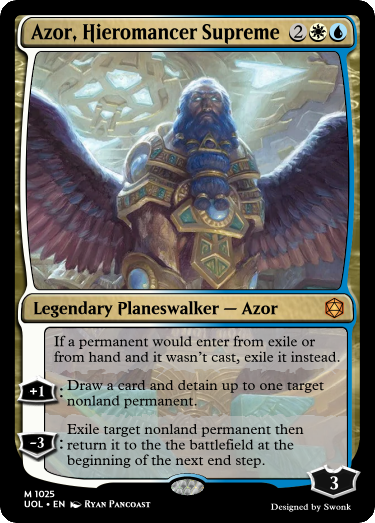 Azor, Hieromancer Supreme 2
Legendary Planeswalker — Azor
If a permanent would enter from exile or
from hand and it wasn't cast, exile it instead.
+1: Draw a card and detain up to one target
nonland permanent.
-3: Exile target nonland permanent then
return it to the the battlefield at the
beginning of the next end step.
3
M 1025
UOL • EN Ryan Pancoast
Designed by Swonk